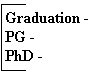 Graduation -
PG -
PhD -